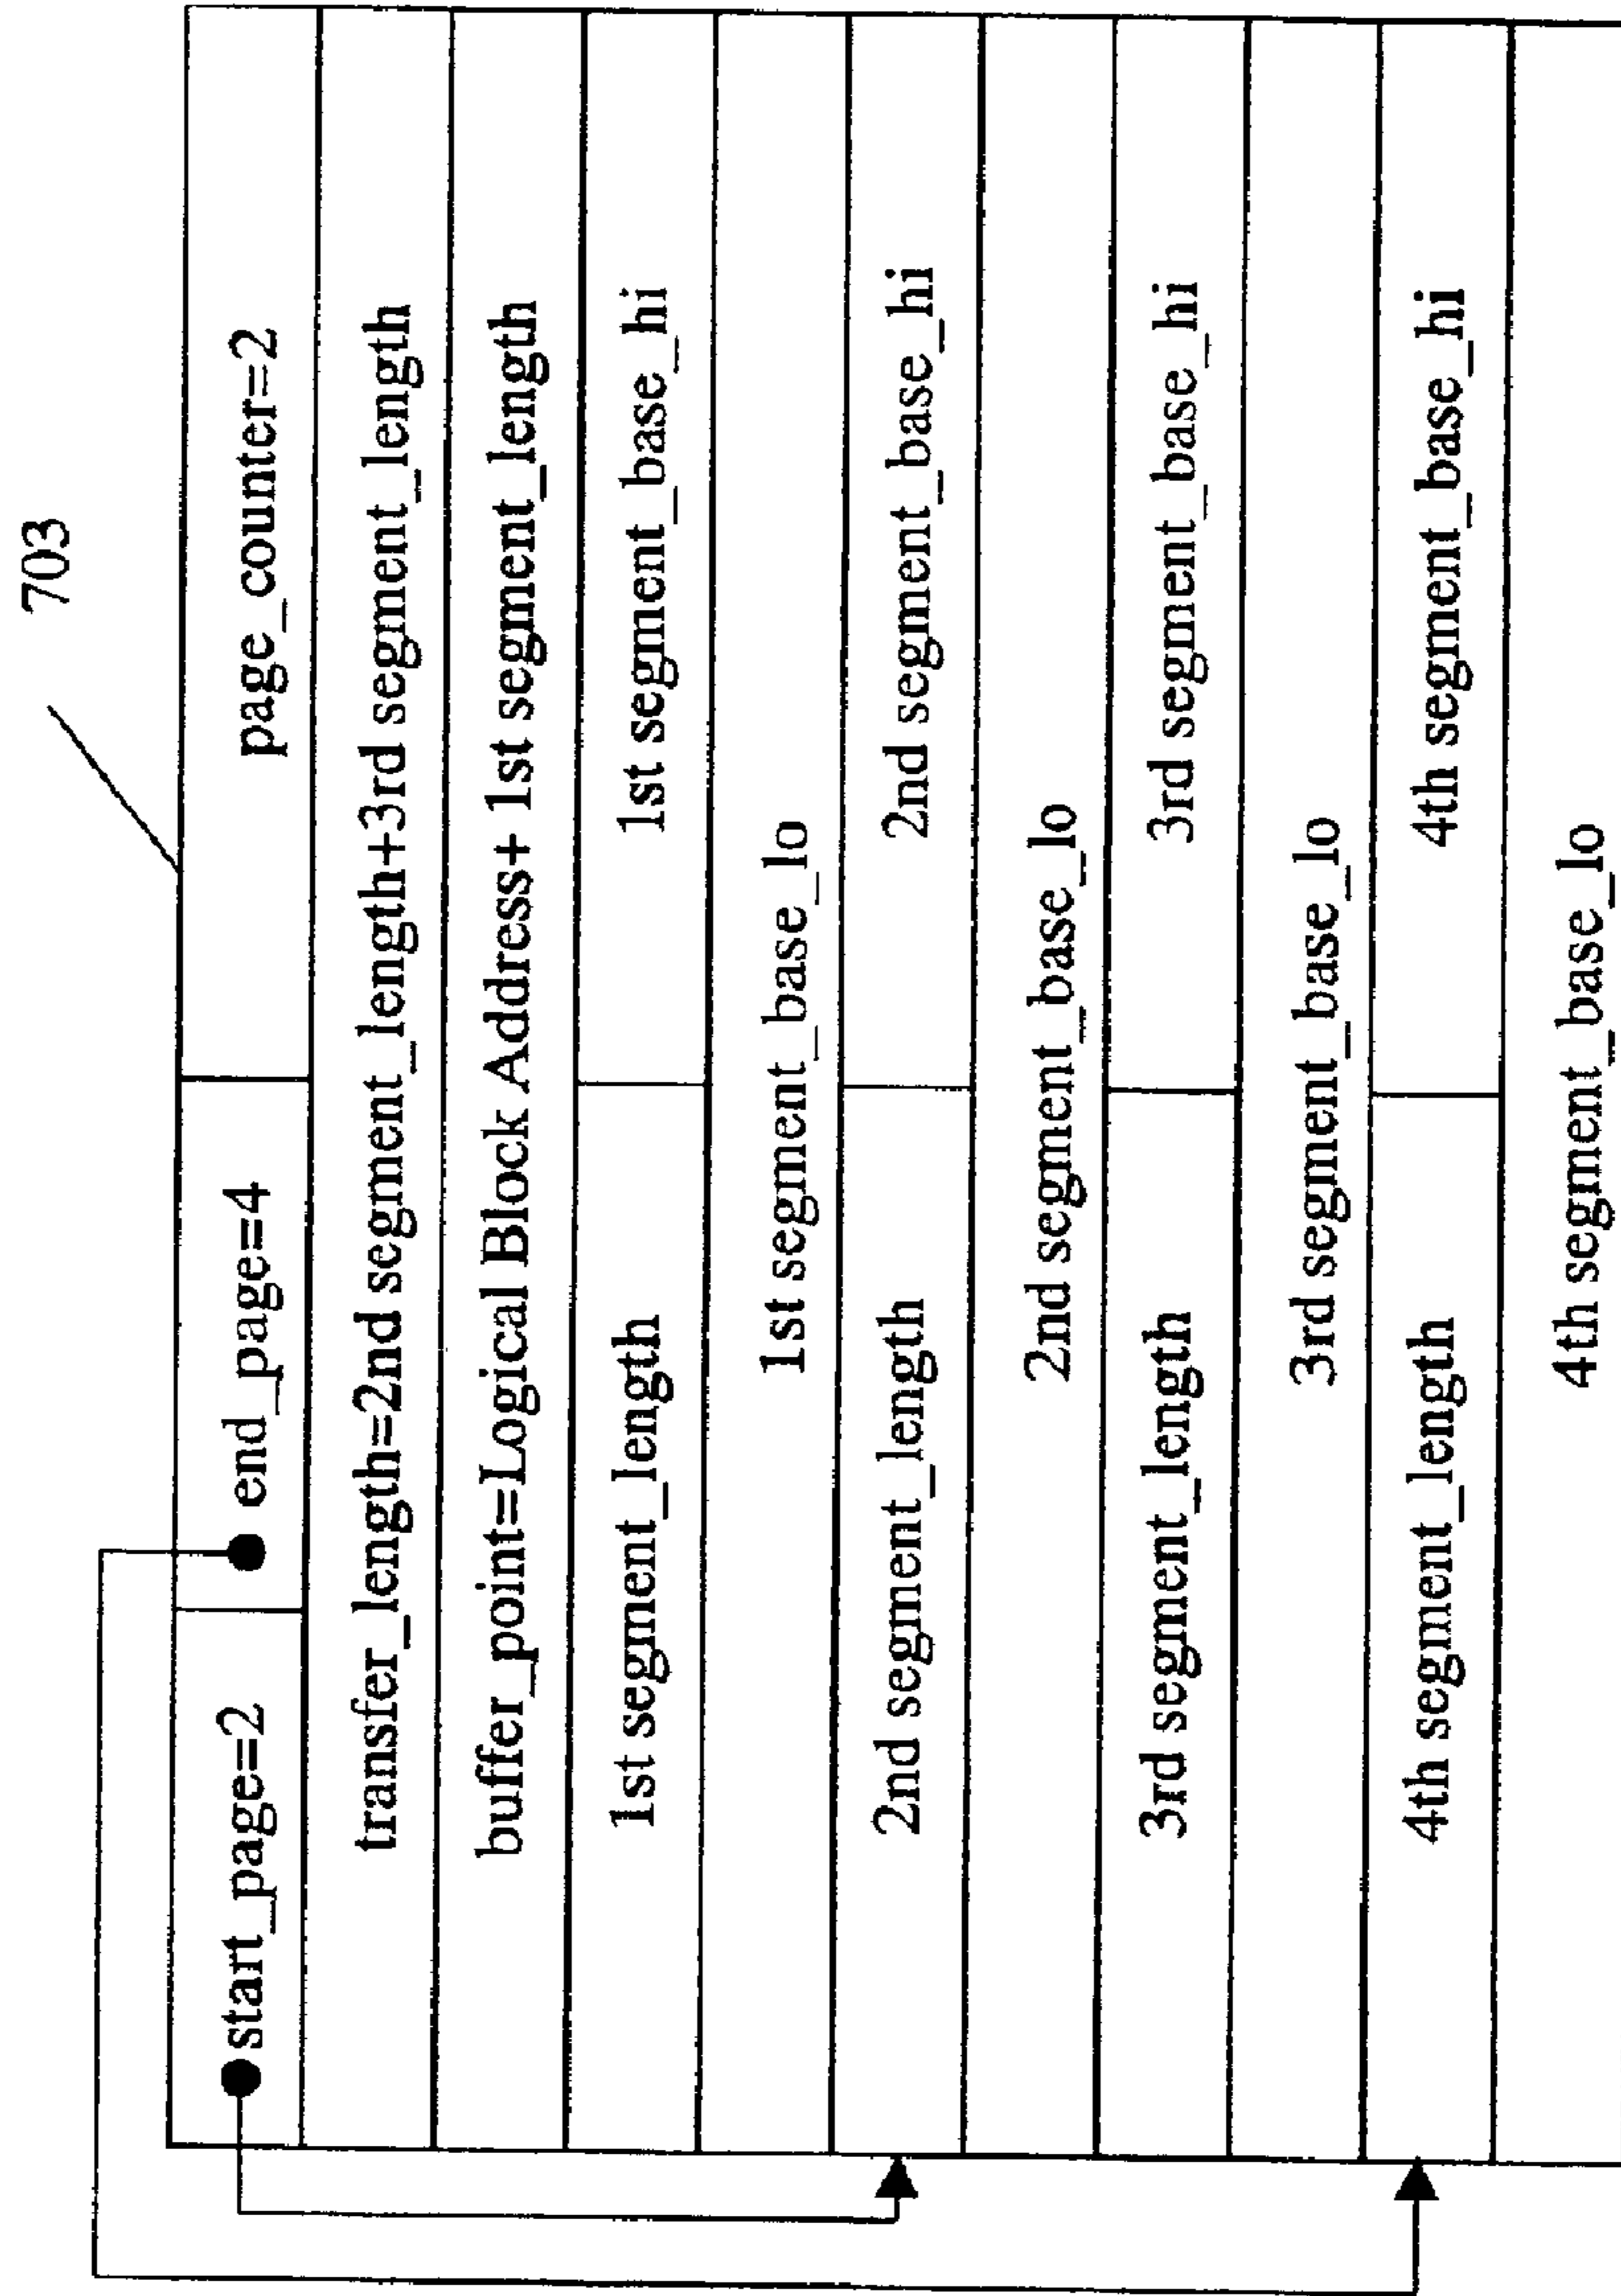 703
start_page=2 end_page=4 page_counter=2
transfer_length=2nd segment_length+3rd segment_length
buffer_point=Logical Block Address+ 1st segment_length
1st segment_length 1st segment_base_hi
1st segment_base_lo
2nd segment_length 2nd segment_base_hi
2nd segment_base_lo
3rd segment_length 3rd segment_base_hi
3rd segment_base_lo
4th segment_length 4th segment_base_hi
4th segment_base_lo